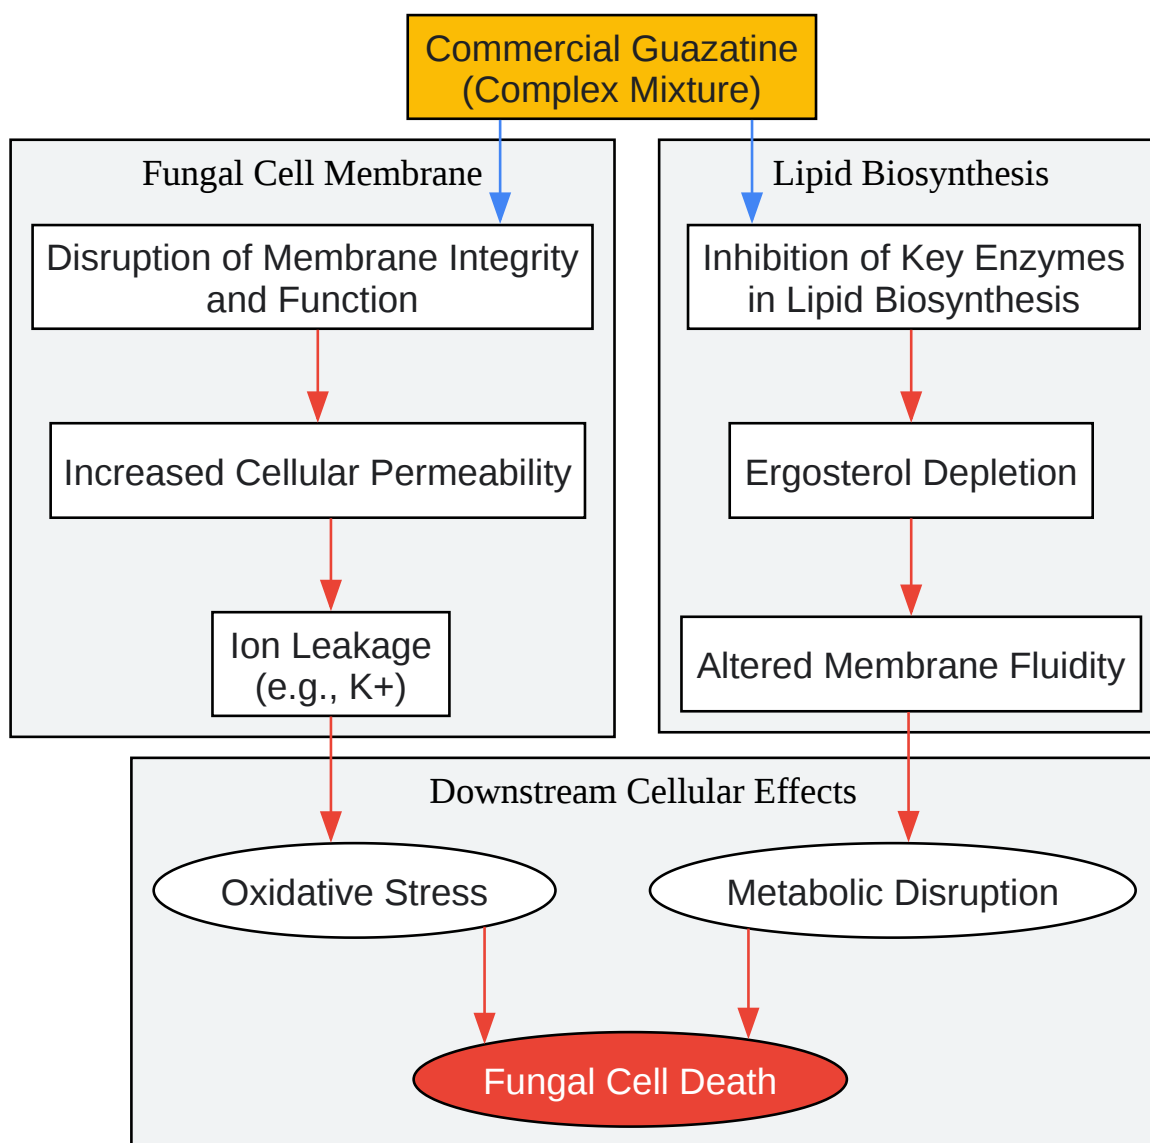 Commercial Guazatine
(Complex Mixture)
Fungal Cell Membrane
Disruption of Membrane Integrity
and Function
Increased Cellular Permeability
Ion Leakage
(e.g., K+)
Lipid Biosynthesis
Inhibition of Key Enzymes
in Lipid Biosynthesis
Ergosterol Depletion
Altered Membrane Fluidity
Downstream Cellular Effects
Oxidative Stress
Metabolic Disruption
Fungal Cell Death